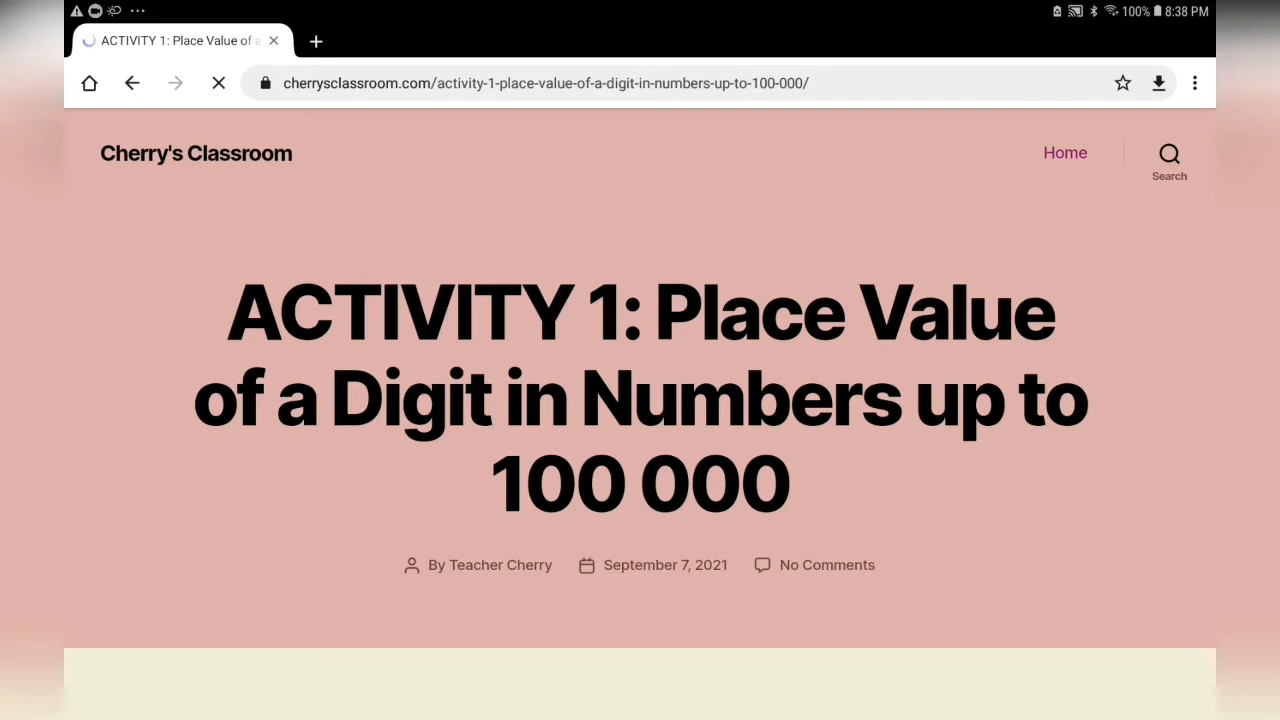 100% 8:38 PM
ACTIVITY 1: Place Value of a
cherrysclassroom.com/activity-1-place-value-of-a-digit-in-numbers-up-to-100-000/
Cherry's Classroom
Home
Search
ACTIVITY 1: Place Value
of a Digit in Numbers up to
100 000
By Teacher Cherry September 7, 2021 No Comments